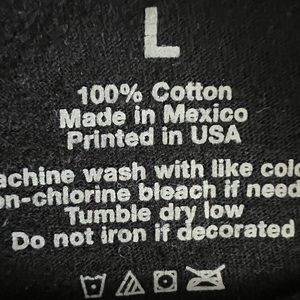 L
100% Cotton
Made in Mexico
Printed in USA
achine wash with like colo
on-chlorine bleach if need
Tumble dry low
Do not iron if decorated